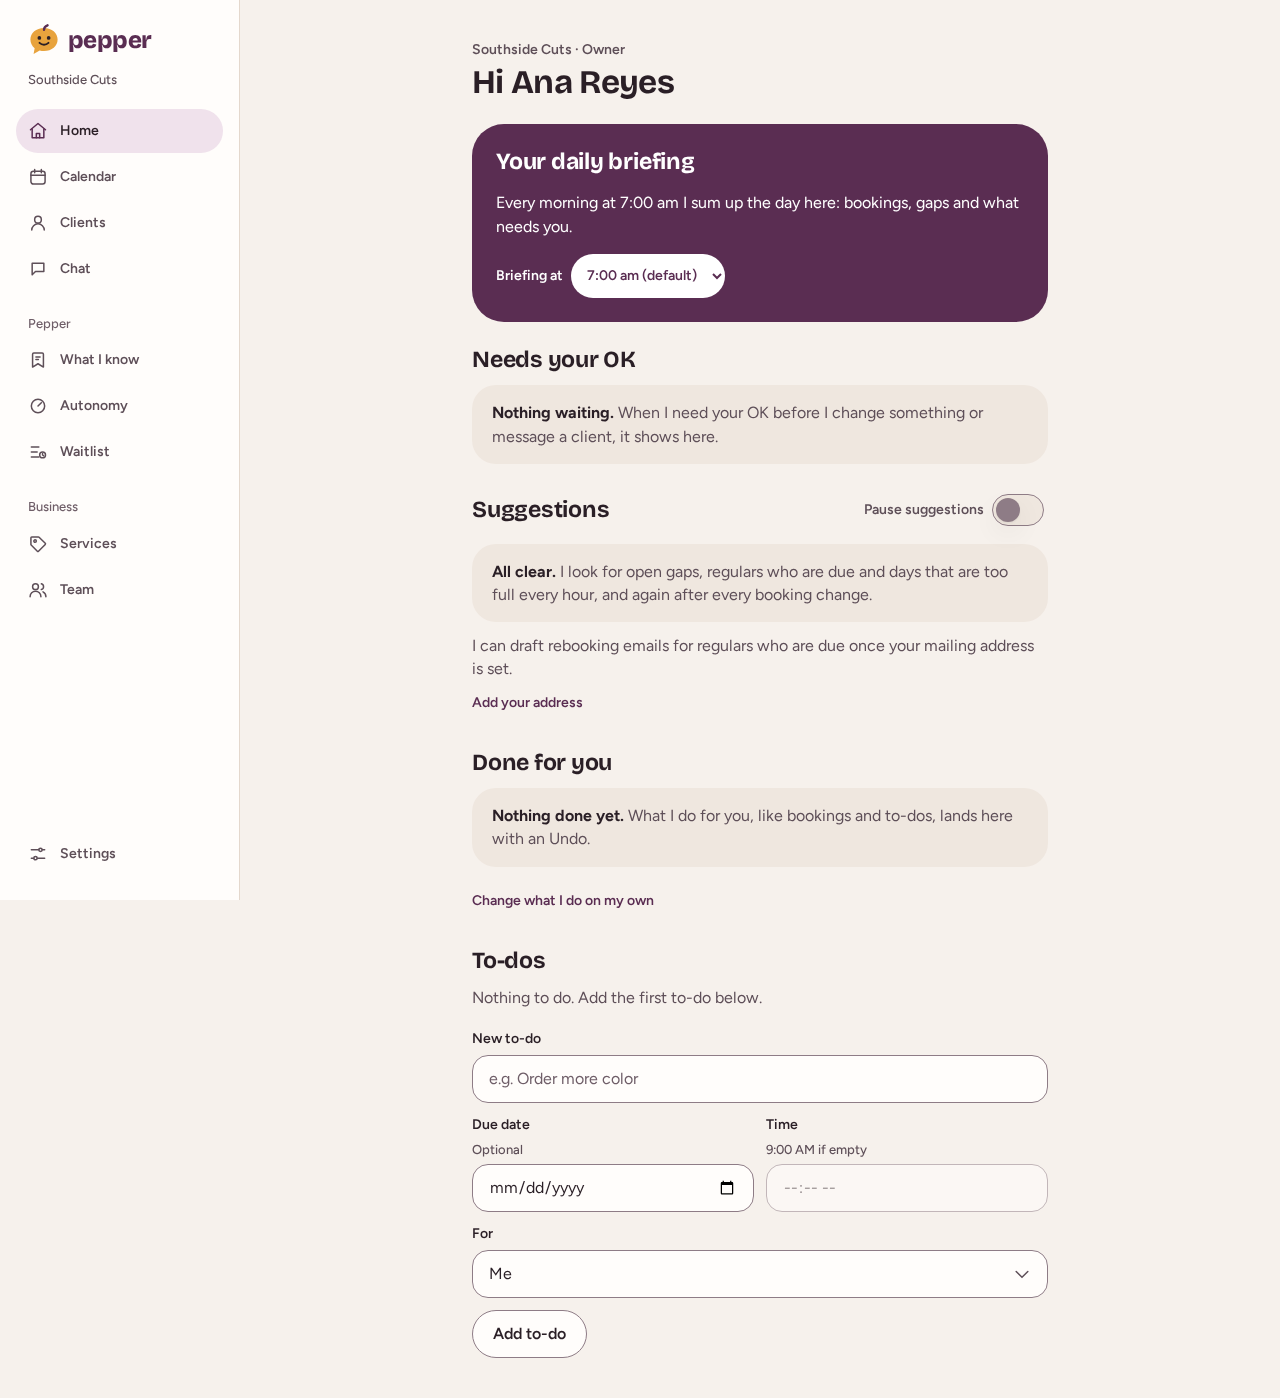 pepper
Southside Cuts
Home
Calendar
Clients
Chat
Pepper
What I know
Autonomy
Waitlist
Business
Services
Team
Settings
Southside Cuts · Owner
Hi Ana Reyes
Your daily briefing
Every morning at 7:00 am I sum up the day here: bookings, gaps and what
needs you.
Briefing at 7:00 am (default)
Needs your OK
Nothing waiting. When I need your OK before I change something or
message a client, it shows here.
Suggestions
Pause suggestions
All clear. I look for open gaps, regulars who are due and days that are too
full every hour, and again after every booking change.
I can draft rebooking emails for regulars who are due once your mailing address
is set.
Add your address
Done for you
Nothing done yet. What I do for you, like bookings and to-dos, lands here
with an Undo.
Change what I do on my own
To-dos
Nothing to do. Add the first to-do below.
New to-do
e.g. Order more color
Due date
Optional
mm/dd/yyyy
Time
9:00 AM if empty
--:-- --
For
Me
Add to-do